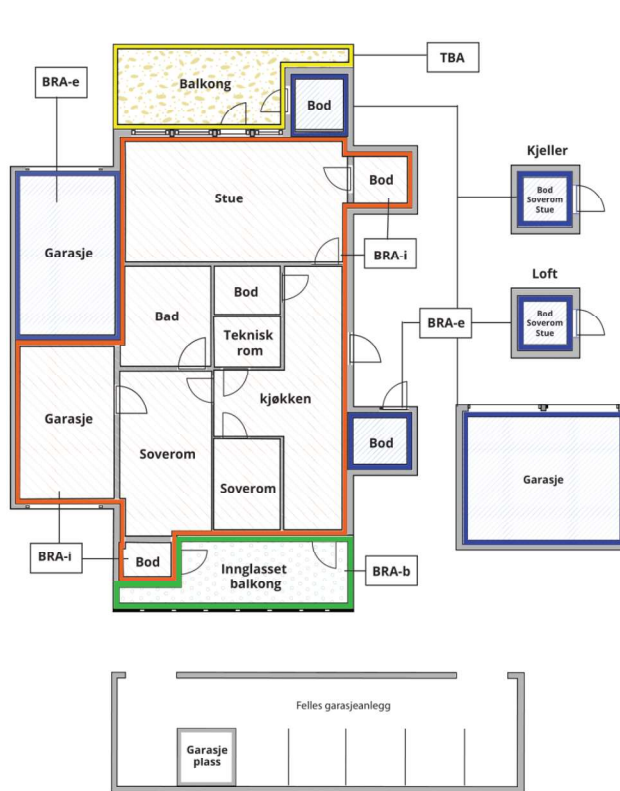 TBA
BRA-e
Balkong
Bod
Kjeller
Bod
Soverom
Stue
Stue
Bod
Garasje
BRA-i
Loft
Bod
Soverom
Stue
Bad
Bod
Teknisk
rom
BRA-e
kjøkken
Garasje
Bod
Soverom
Soverom
Garasje
BRA-i
Bod
Innglasset
balkong
BRA-b
Felles garasjeanlegg
Garasje
plass